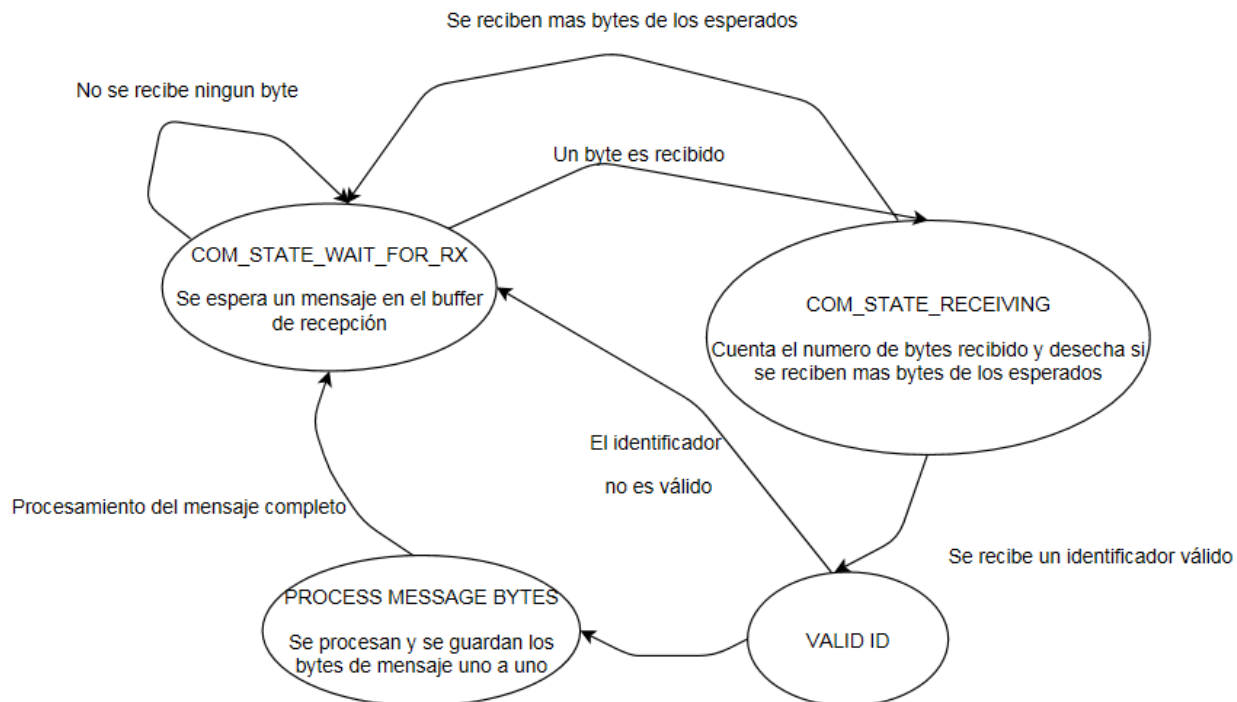 Se reciben mas bytes de los esperados
No se recibe ningun byte
Un byte es recibido
COM_STATE_WAIT_FOR_RX
Se espera un mensaje en el buffer
de recepción
COM_STATE_RECEIVING
Cuenta el numero de bytes recibido y desecha si
se reciben mas bytes de los esperados
El identificador
no es válido
Procesamiento del mensaje completo
Se recibe un identificador válido
PROCESS MESSAGE BYTES
Se procesan y se guardan los
bytes de mensaje uno a uno
VALID ID